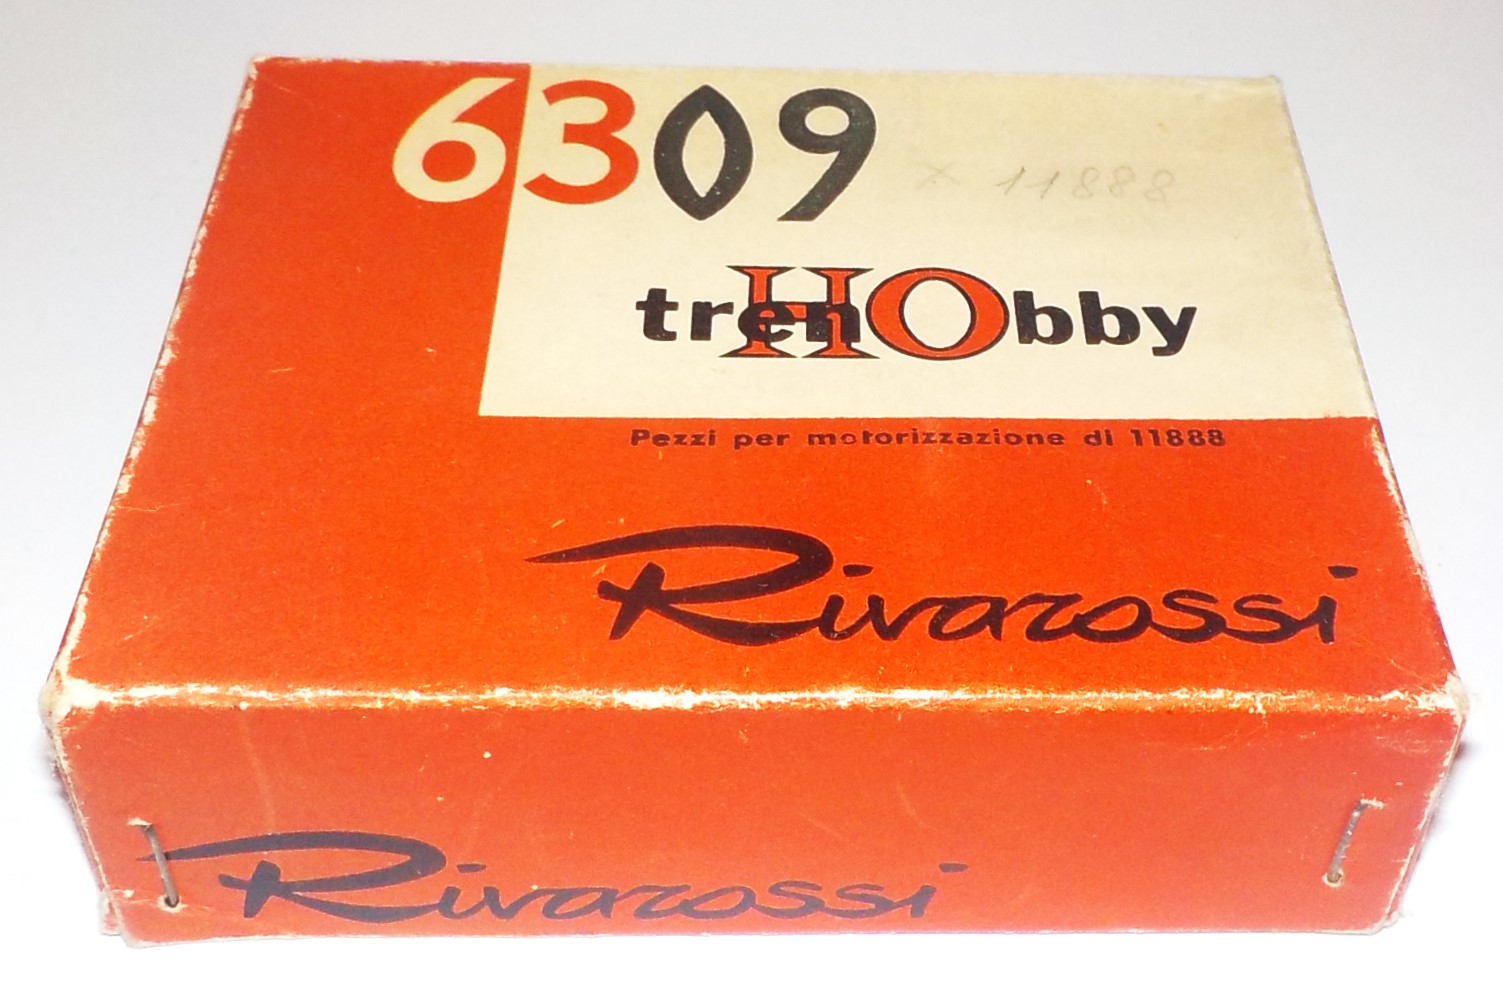 6309
x 11888
trenHObby
Pezzi per motorizzazione di 11888
Rivarossi
Rivarossi